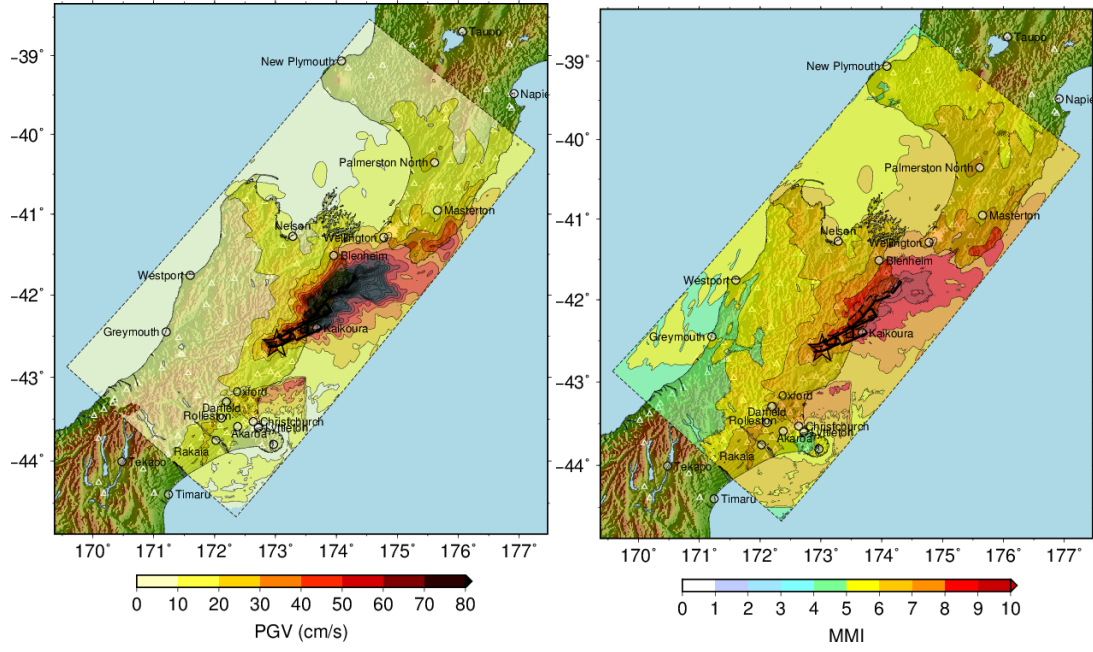 Taupo
New Plymouth
Napie
Palmerston North
Masterton
Nelson
Wellington
Blenheim
Westport
Kaikoura
Greymouth
Oxford
Darfield
Rolleston
Christchurch
Lyttleton
Akaroa
Rakaia
Tekapo
Timaru
-39°
-40°
-41°
-42°
-43°
-44°
170° 171° 172° 173° 174° 175° 176° 177°
0 10 20 30 40 50 60 70 80
PGV (cm/s)
Taupo
New Plymouth
Napie
Palmerston North
Masterton
Nelson
Wellington
Blenheim
Westport
Kaikoura
Greymouth
Oxford
Darfield
Rolleston
Christchurch
Akaroa
Rakaia
Tekapo
Timaru
-39°
-40°
-41°
-42°
-43°
-44°
170° 171° 172° 173° 174° 175° 176° 177°
0 1 2 3 4 5 6 7 8 9 10
MMI